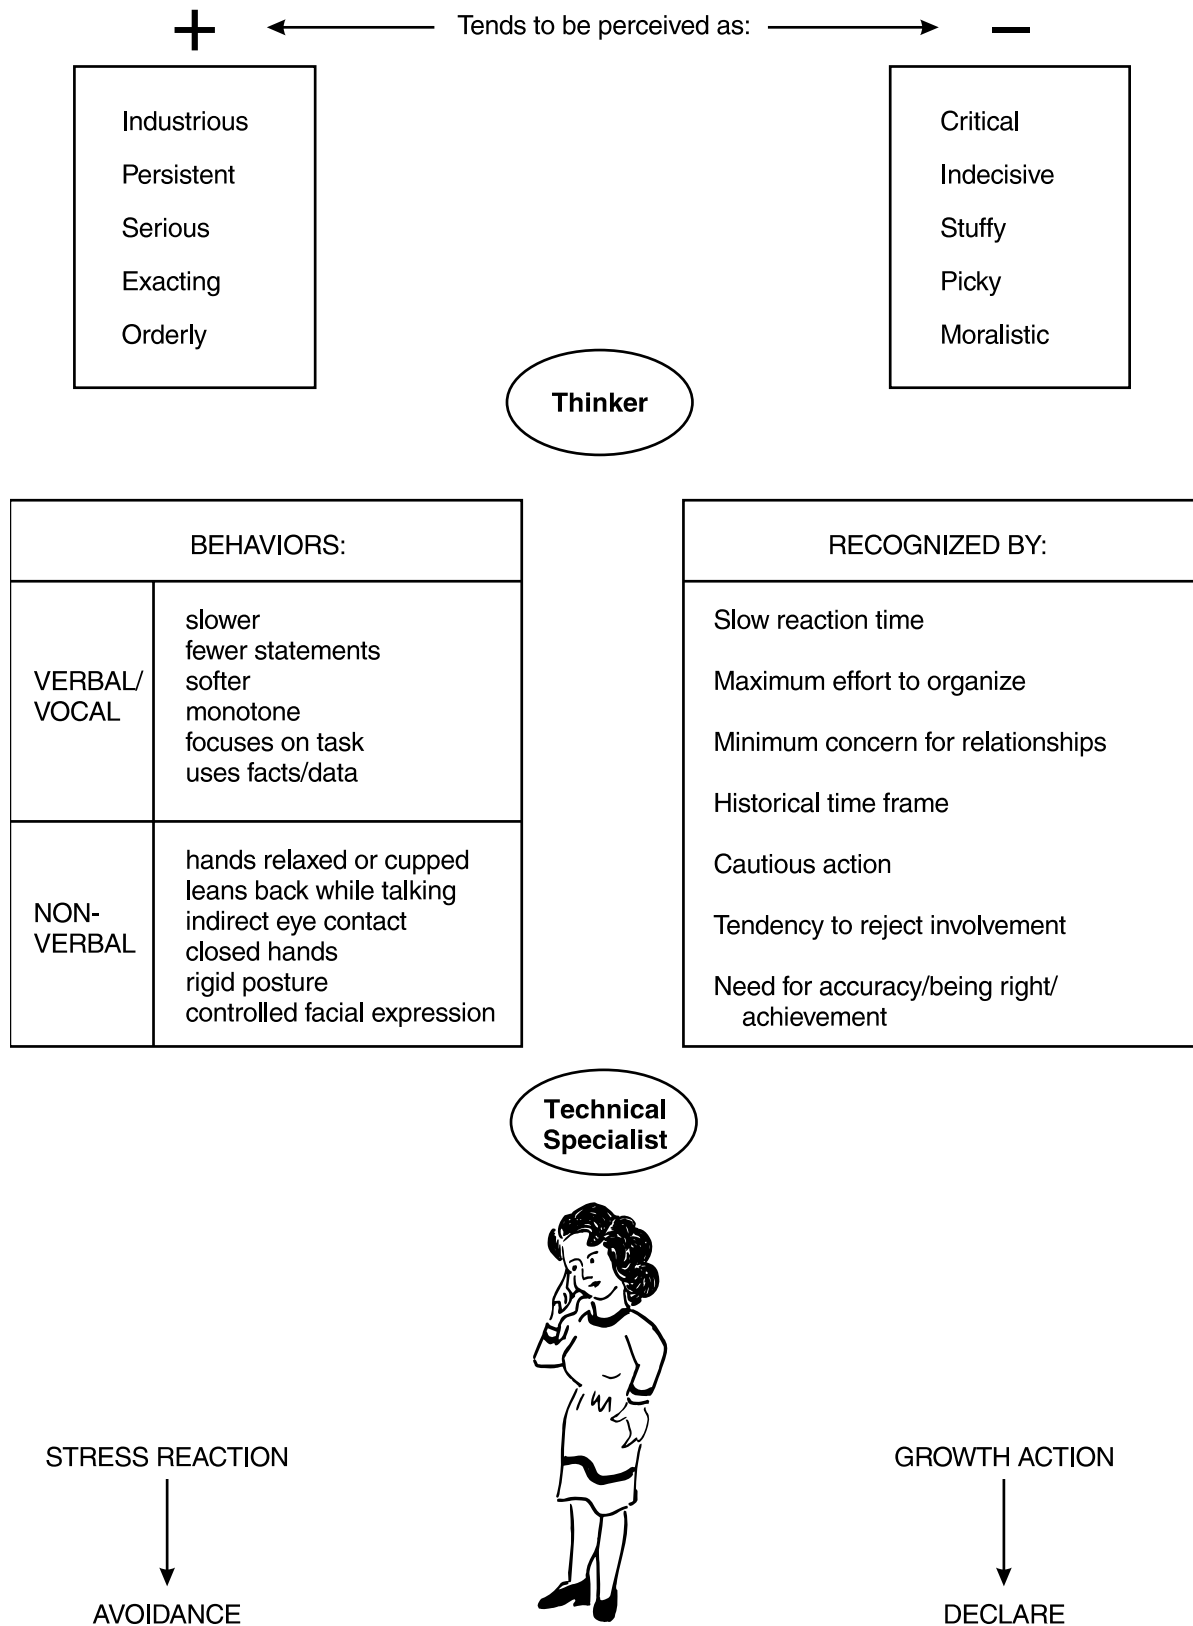 + Tends to be perceived as: −
Industrious
Persistent
Serious
Exacting
Orderly
Critical
Indecisive
Stuffy
Picky
Moralistic
Thinker
BEHAVIORS:
VERBAL/
VOCAL
slower
fewer statements
softer
monotone
focuses on task
uses facts/data
NON-
VERBAL
hands relaxed or cupped
leans back while talking
indirect eye contact
closed hands
rigid posture
controlled facial expression
RECOGNIZED BY:
Slow reaction time
Maximum effort to organize
Minimum concern for relationships
Historical time frame
Cautious action
Tendency to reject involvement
Need for accuracy/being right/
achievement
Technical
Specialist
STRESS REACTION
AVOIDANCE
GROWTH ACTION
DECLARE